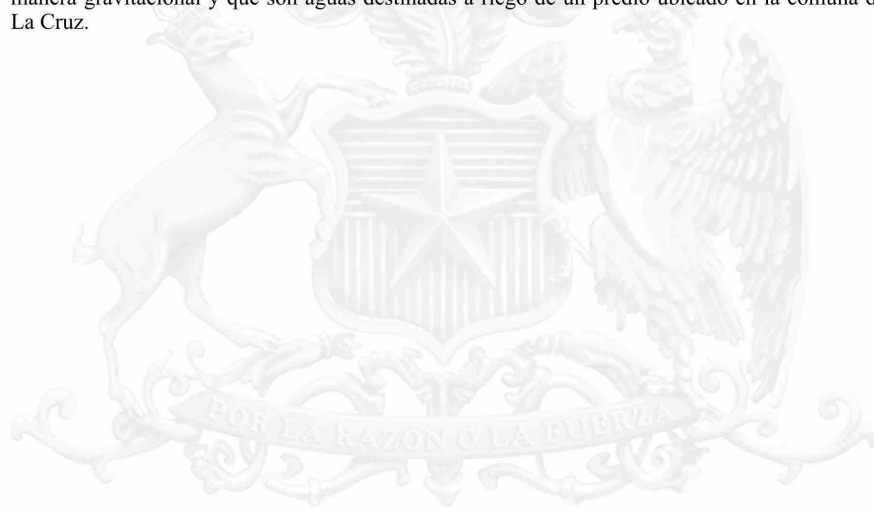 manera gravitacional y que son aguas destinadas a riego de un predio ubicado en la comuna d
La Cruz.
POR LA RAZON O LA FUERZA